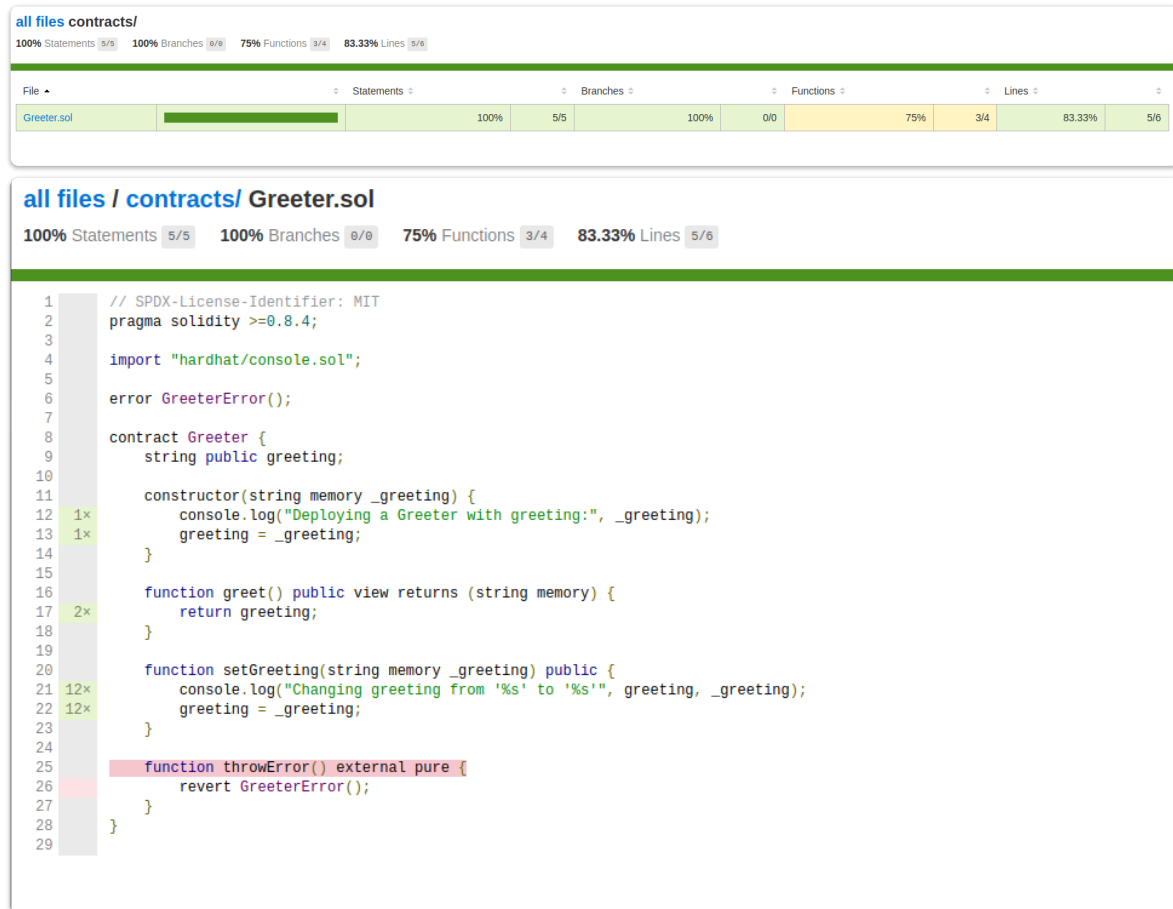 all files contracts/
100% Statements 5/5 100% Branches 0/0 75% Functions 3/4 83.33% Lines 5/6
File Statements Branches Functions Lines
Greeter.sol 100% 5/5 100% 0/0 75% 3/4 83.33% 5/6
all files / contracts/ Greeter.sol
100% Statements 5/5 100% Branches 0/0 75% Functions 3/4 83.33% Lines 5/6
1 // SPDX-License-Identifier: MIT
2 pragma solidity >=0.8.4;
3
4 import "hardhat/console.sol";
5
6 error GreeterError();
7
8 contract Greeter {
9     string public greeting;
10
11     constructor(string memory _greeting) {
12 1× console.log("Deploying a Greeter with greeting:", _greeting);
13 1× greeting = _greeting;
14     }
15
16     function greet() public view returns (string memory) {
17 2× return greeting;
18     }
19
20     function setGreeting(string memory _greeting) public {
21 12× console.log("Changing greeting from '%s' to '%s'", greeting, _greeting);
22 12× greeting = _greeting;
23     }
24
25     function throwError() external pure {
26         revert GreeterError();
27     }
28 }
29